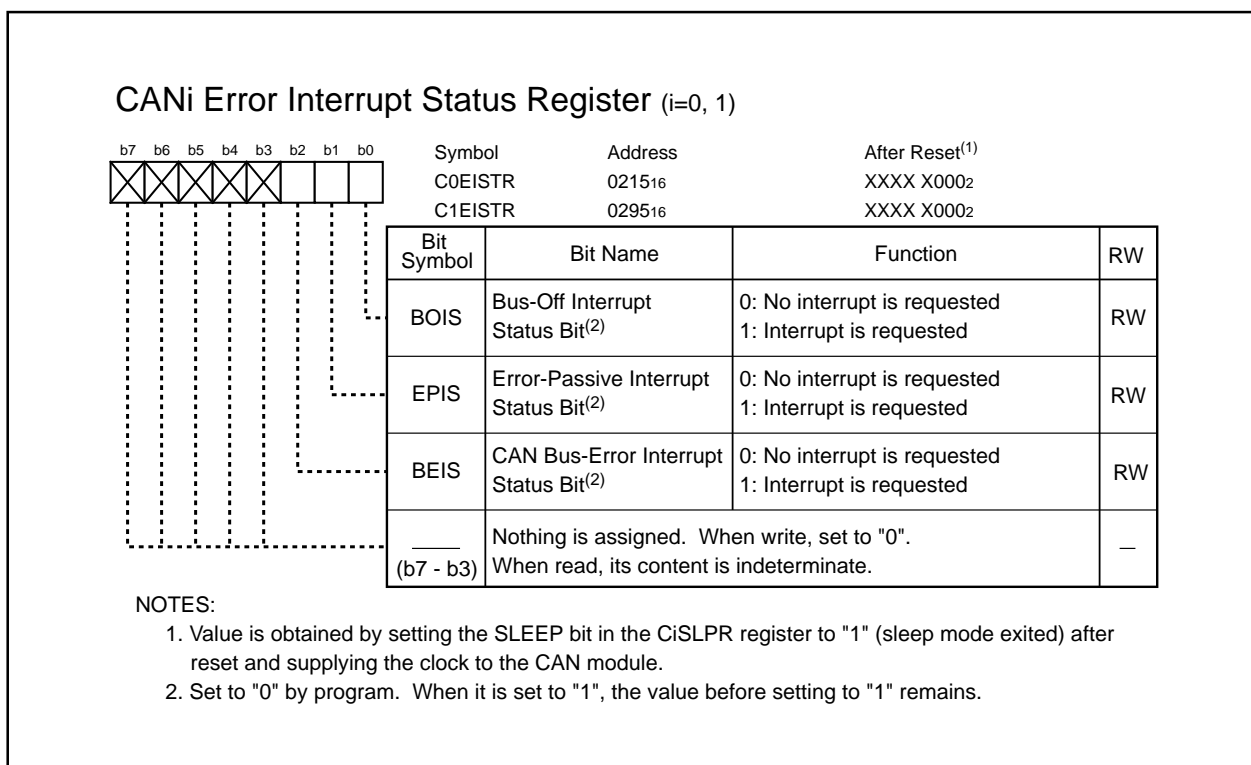 CANi Error Interrupt Status Register (i=0, 1)
b7 b6 b5 b4 b3 b2 b1 b0
Symbol Address After Reset(1)
C0EISTR 021516 XXXX X0002
C1EISTR 029516 XXXX X0002
Bit Symbol Bit Name Function RW
BOIS Bus-Off Interrupt Status Bit(2) 0: No interrupt is requested 1: Interrupt is requested RW
EPIS Error-Passive Interrupt Status Bit(2) 0: No interrupt is requested 1: Interrupt is requested RW
BEIS CAN Bus-Error Interrupt Status Bit(2) 0: No interrupt is requested 1: Interrupt is requested RW
(b7 - b3) Nothing is assigned. When write, set to "0". When read, its content is indeterminate. —
NOTES:
1. Value is obtained by setting the SLEEP bit in the CiSLPR register to "1" (sleep mode exited) after
reset and supplying the clock to the CAN module.
2. Set to "0" by program. When it is set to "1", the value before setting to "1" remains.